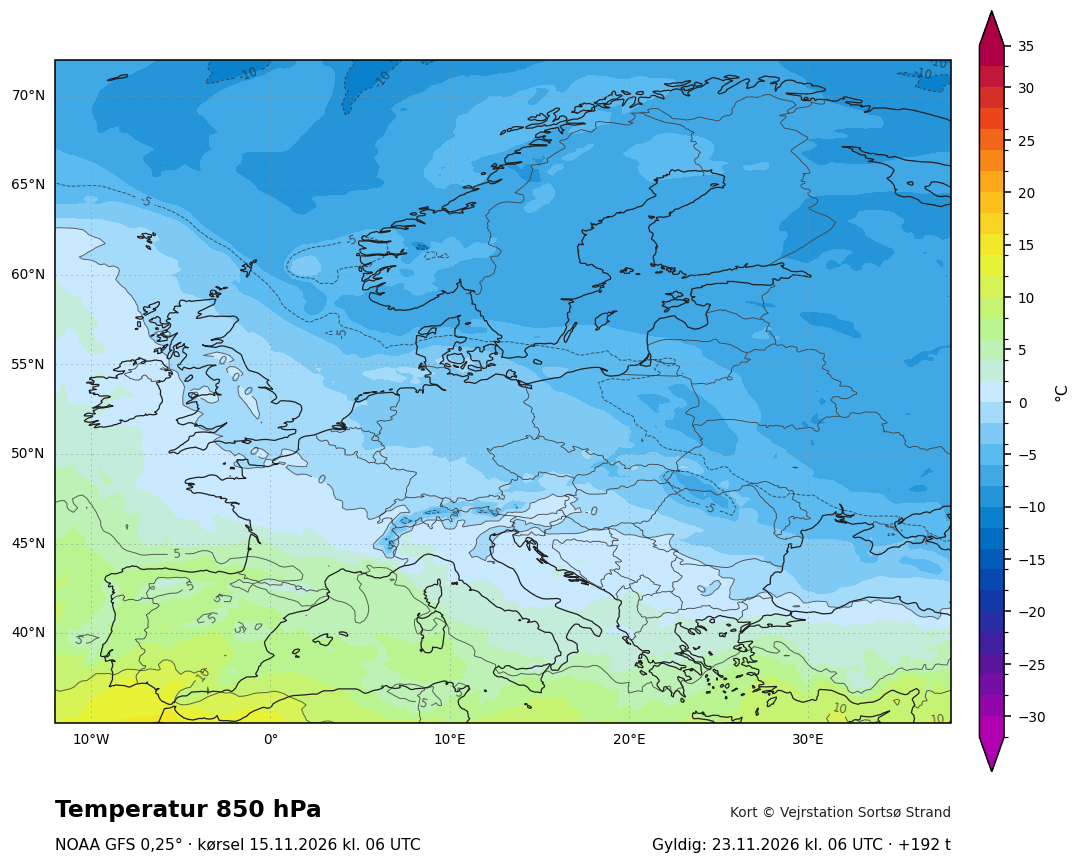 70°N
65°N
60°N
55°N
50°N
45°N
40°N
10°W 0° 10°E 20°E 30°E
35
30
25
20
15
10
5
0
−5
−10
−15
−20
−25
−30
°C
Temperatur 850 hPa
Kort © Vejrstation Sortsø Strand
NOAA GFS 0,25° · kørsel 15.11.2026 kl. 06 UTC
Gyldig: 23.11.2026 kl. 06 UTC · +192 t